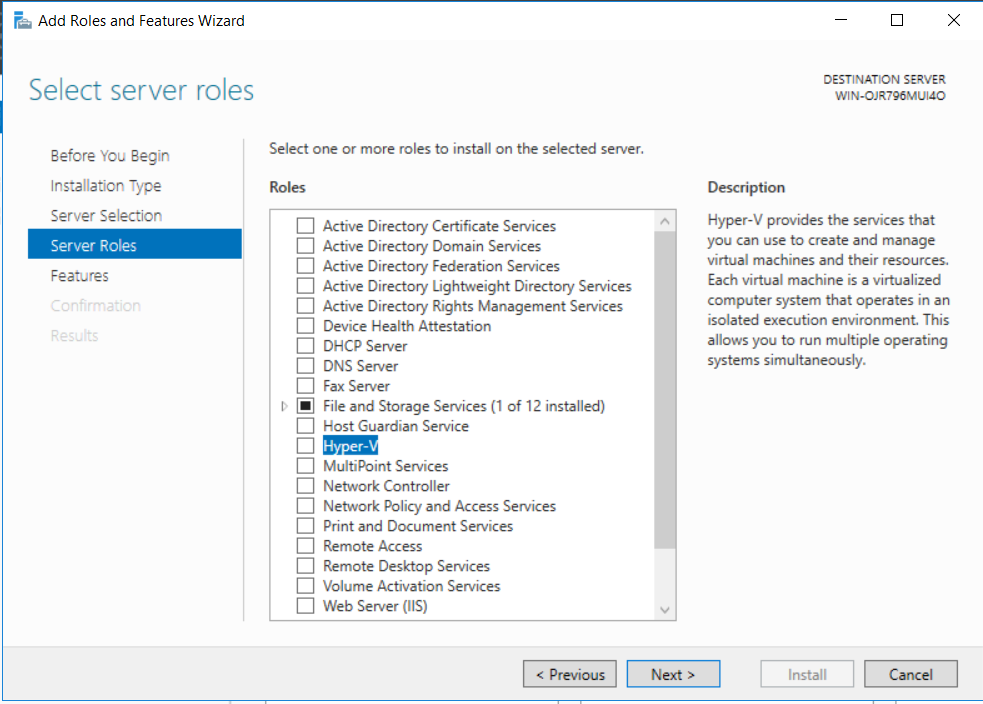 Add Roles and Features Wizard
Select server roles
DESTINATION SERVER
WIN-OJR796MUI4O
Before You Begin
Installation Type
Server Selection
Server Roles
Features
Confirmation
Results
Select one or more roles to install on the selected server.
Roles
Active Directory Certificate Services
Active Directory Domain Services
Active Directory Federation Services
Active Directory Lightweight Directory Services
Active Directory Rights Management Services
Device Health Attestation
DHCP Server
DNS Server
Fax Server
File and Storage Services (1 of 12 installed)
Host Guardian Service
Hyper-V
MultiPoint Services
Network Controller
Network Policy and Access Services
Print and Document Services
Remote Access
Remote Desktop Services
Volume Activation Services
Web Server (IIS)
Description
Hyper-V provides the services that
you can use to create and manage
virtual machines and their resources.
Each virtual machine is a virtualized
computer system that operates in an
isolated execution environment. This
allows you to run multiple operating
systems simultaneously.
< Previous
Next >
Install
Cancel